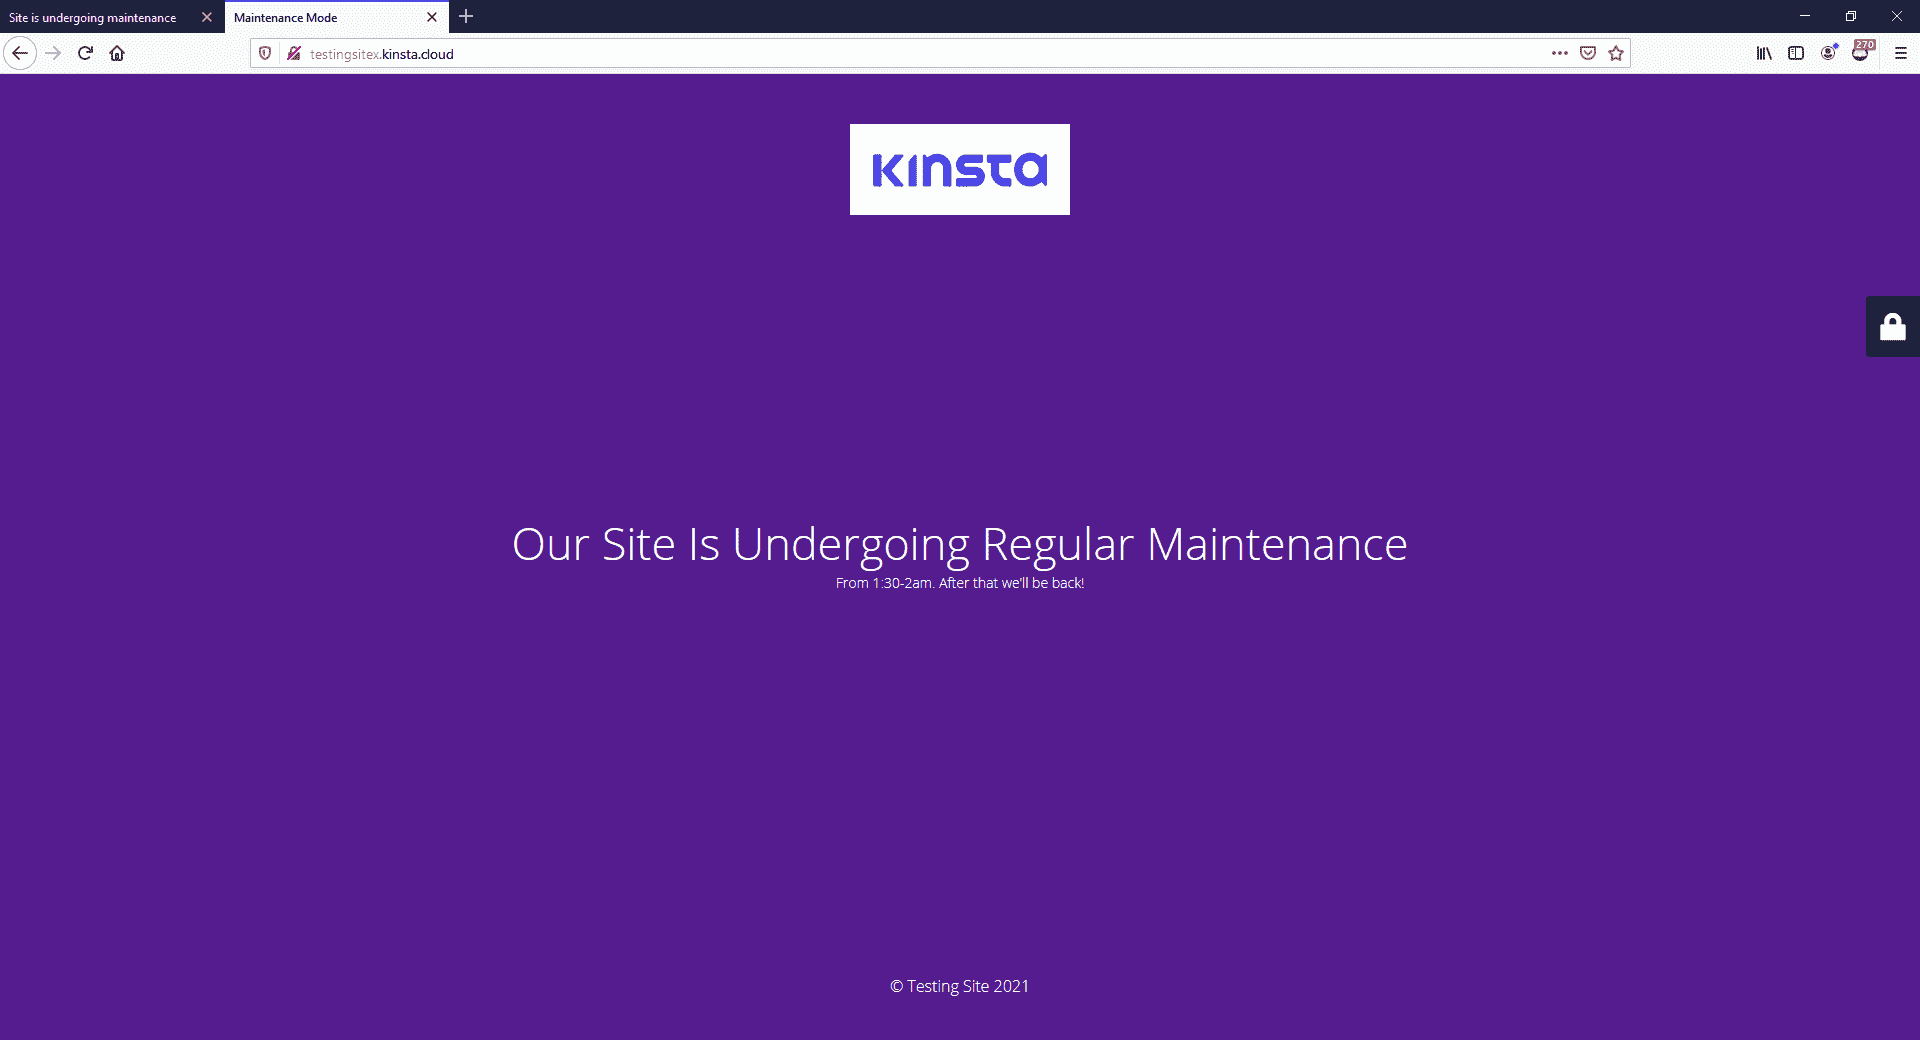 Site is undergoing maintenance
Maintenance Mode
testingsitex.kinsta.cloud
270
Kinsta
Our Site Is Undergoing Regular Maintenance
From 1:30-2am. After that we'll be back!
© Testing Site 2021